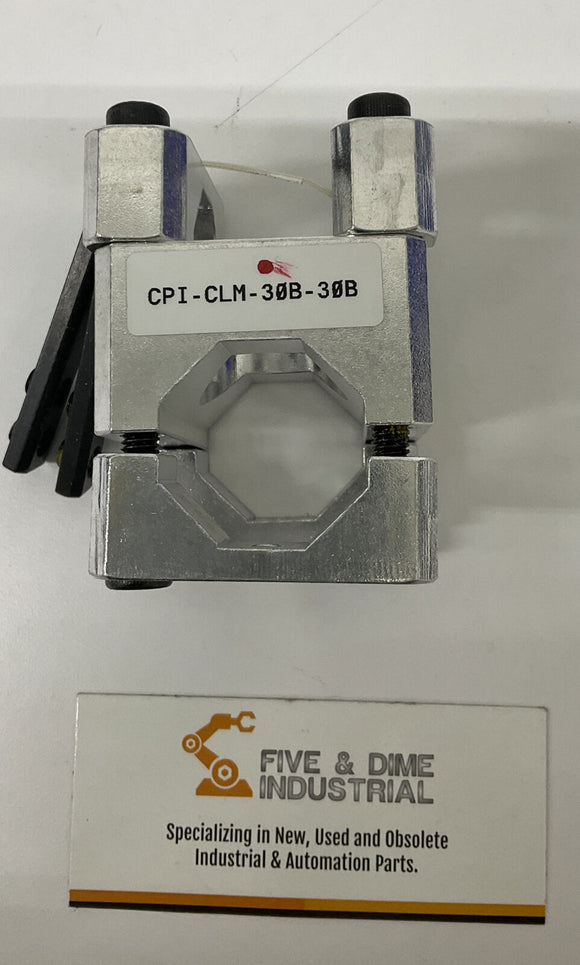 CPI-CLM-30B-30B
FIVE & DIME
INDUSTRIAL
Specializing in New, Used and Obsolete
Industrial & Automation Parts.